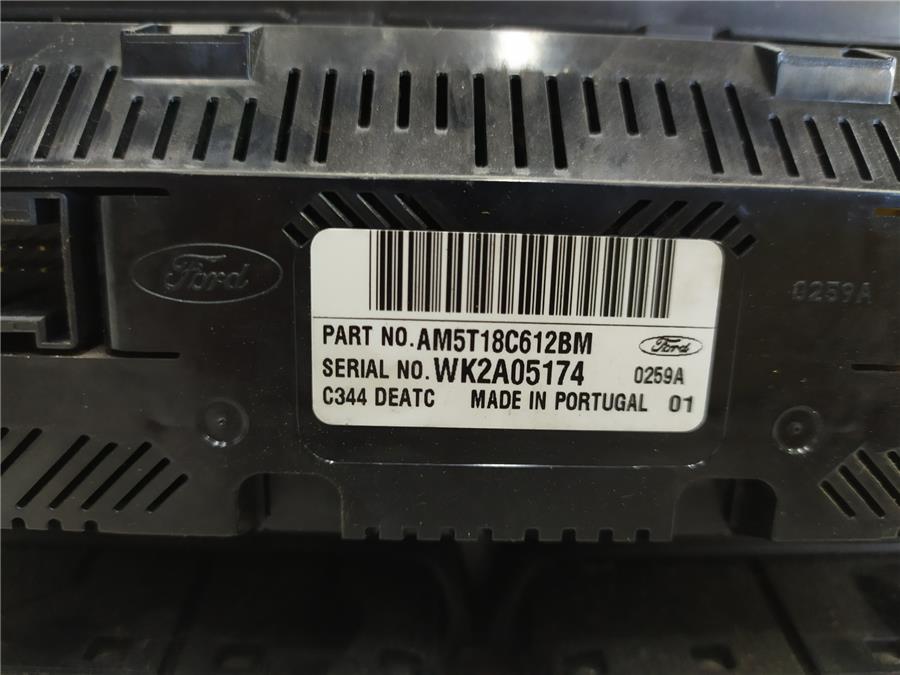 Ford
0259A
PART NO.AM5T18C612BM
Ford
SERIAL NO.WK2A05174
0259A
C344 DEATC MADE IN PORTUGAL 01